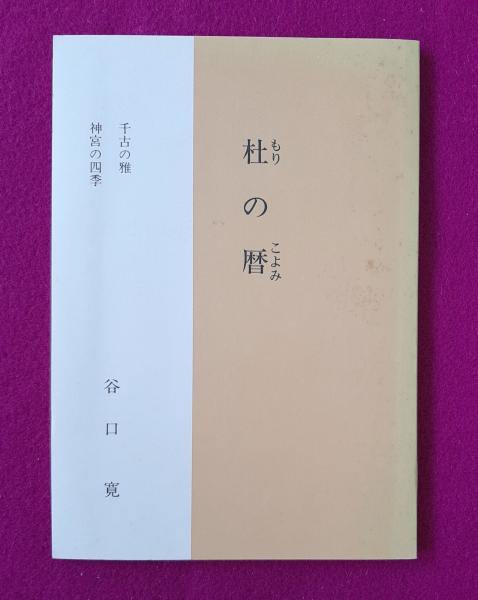 杜の暦
もり
こよみ
千古の雅
神宮の四季
谷口 寛